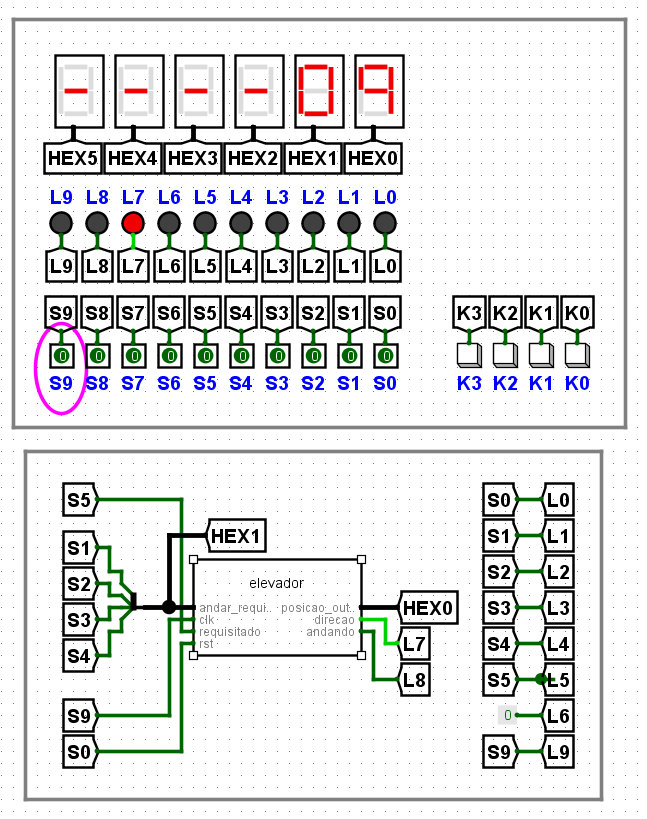 - - - - 0 9
HEX5 HEX4 HEX3 HEX2 HEX1 HEX0
L9 L8 L7 L6 L5 L4 L3 L2 L1 L0
L9 L8 L7 L6 L5 L4 L3 L2 L1 L0
S9 S8 S7 S6 S5 S4 S3 S2 S1 S0 K3 K2 K1 K0
0 0 0 0 0 0 0 0 0 0
S9 S8 S7 S6 S5 S4 S3 S2 S1 S0 K3 K2 K1 K0
S5
S1
S2
S3
S4
S9
S0
HEX1
elevador
andar_requi.. posicao_out..
clk direcao
requisitado andando
rst
HEX0
L7
L8
S0 L0
S1 L1
S2 L2
S3 L3
S4 L4
S5 L5
0 L6
S9 L9